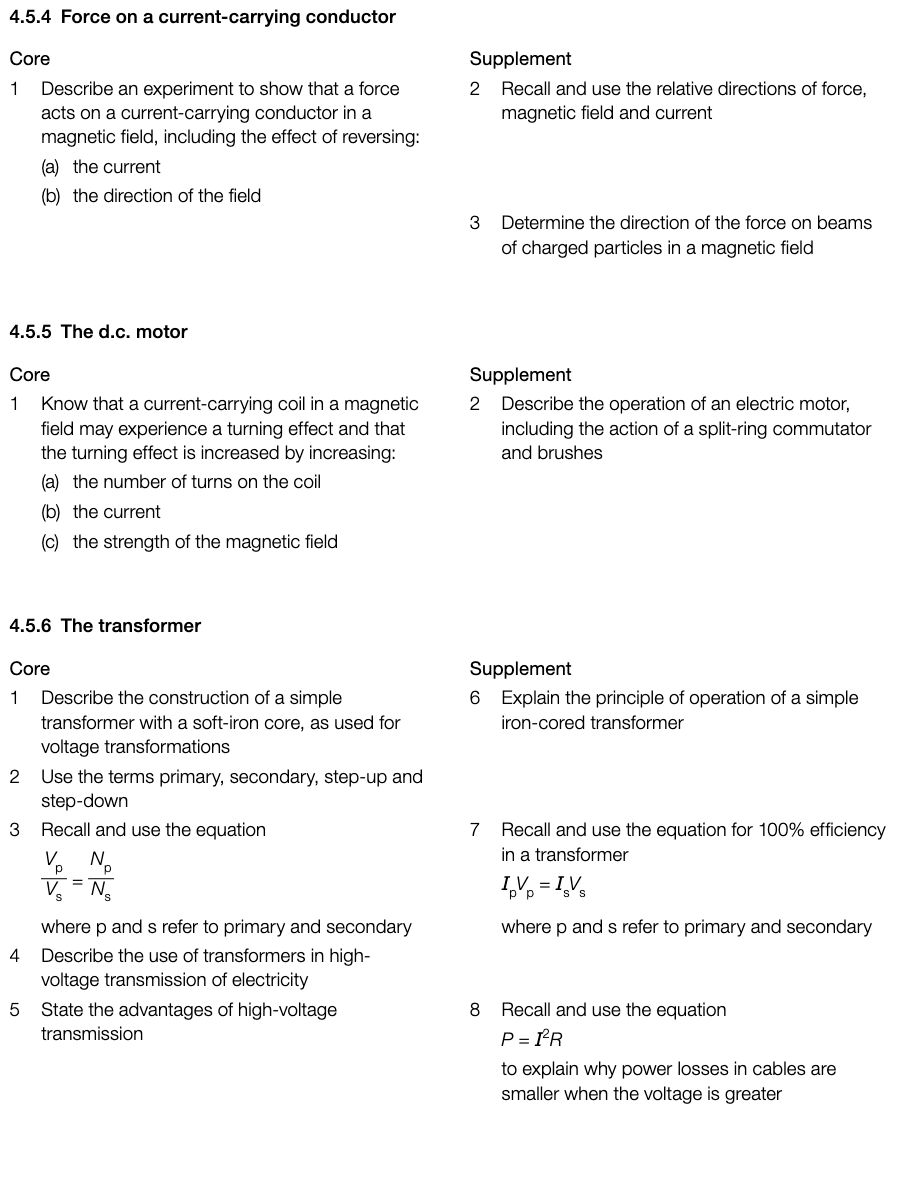 4.5.4 Force on a current-carrying conductor
Core
1 Describe an experiment to show that a force
acts on a current-carrying conductor in a
magnetic field, including the effect of reversing:
(a) the current
(b) the direction of the field
Supplement
2 Recall and use the relative directions of force,
magnetic field and current
3 Determine the direction of the force on beams
of charged particles in a magnetic field
4.5.5 The d.c. motor
Core
1 Know that a current-carrying coil in a magnetic
field may experience a turning effect and that
the turning effect is increased by increasing:
(a) the number of turns on the coil
(b) the current
(c) the strength of the magnetic field
Supplement
2 Describe the operation of an electric motor,
including the action of a split-ring commutator
and brushes
4.5.6 The transformer
Core
1 Describe the construction of a simple
transformer with a soft-iron core, as used for
voltage transformations
2 Use the terms primary, secondary, step-up and
step-down
3 Recall and use the equation
Vp/Vs = Np/Ns
where p and s refer to primary and secondary
4 Describe the use of transformers in high-
voltage transmission of electricity
5 State the advantages of high-voltage
transmission
Supplement
6 Explain the principle of operation of a simple
iron-cored transformer
7 Recall and use the equation for 100% efficiency
in a transformer
IpVp = IsVs
where p and s refer to primary and secondary
8 Recall and use the equation
P = I²R
to explain why power losses in cables are
smaller when the voltage is greater